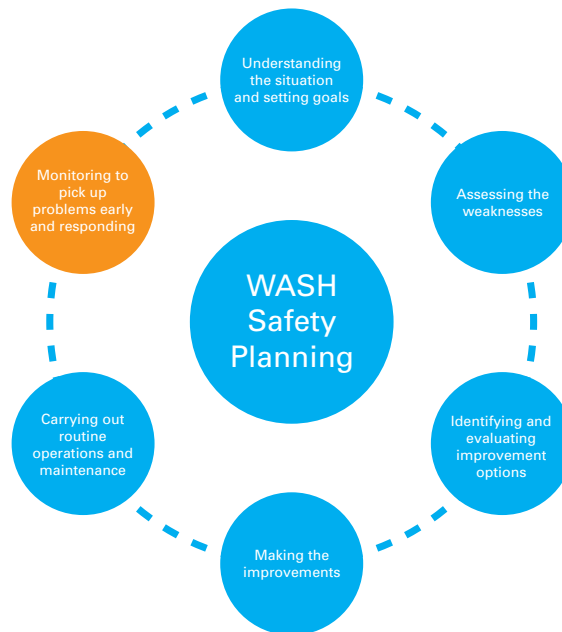 Understanding
the situation
and setting goals
Assessing the
weaknesses
Identifying and
evaluating
improvement
options
Making the
improvements
Carrying out
routine
operations and
maintenance
Monitoring to
pick up
problems early
and responding
WASH
Safety
Planning